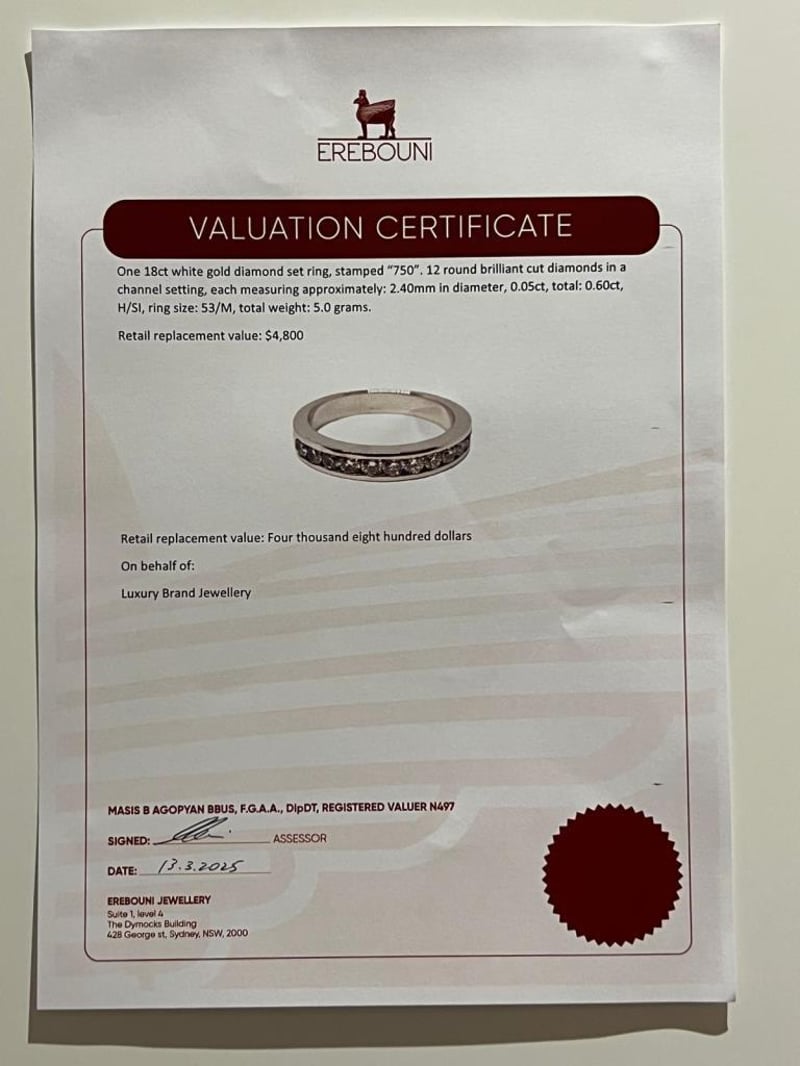 EREBOUNI
VALUATION CERTIFICATE
One 18ct white gold diamond set ring, stamped "750". 12 round brilliant cut diamonds in a
channel setting, each measuring approximately: 2.40mm in diameter, 0.05ct, total: 0.60ct,
H/SI, ring size: 53/M, total weight: 5.0 grams.
Retail replacement value: $4,800
Retail replacement value: Four thousand eight hundred dollars
On behalf of:
Luxury Brand Jewellery
MASIS B AGOPYAN BBUS, F.G.A.A., DipDT, REGISTERED VALUER N497
SIGNED: ASSESSOR
DATE: 13.3.2025
EREBOUNI JEWELLERY
Suite 1, level 4
The Dymocks Building
428 George st, Sydney, NSW, 2000